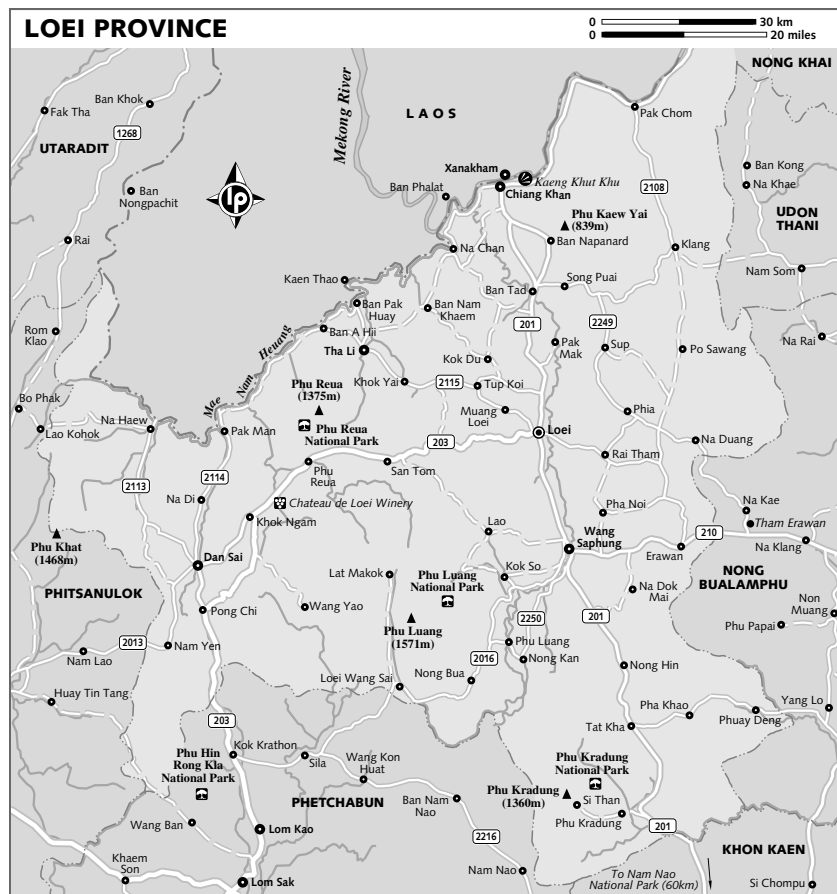 LOEI PROVINCE
0 30 km
0 20 miles
NONG KHAI
Ban Khok
Fak Tha
Pak Chom
LAOS
Mekong River
1268
UTARADIT
Xanakham
Kaeng Khut Khu
Ban Kong
Ban Phalat
Chiang Khan
2108
Na Khae
Ban
Nongpachit
lp
Phu Kaew Yai
(839m)
UDON
THANI
Rai
Na Chan
Ban Napanard
Klang
Nam Som
Kaen Thao
Ban Tad
Song Puai
Ban Pak
Huay
Ban Nam
Khaem
Rom
Klao
Ban A Hii
201
2249
Na Rai
Mae Nam Heuang
Tha Li
Pak
Mak
Sup
Po Sawang
Kok Du
Phu Reua
(1375m)
Khok Yai
2115
Tup Koi
Bo Phak
Muang
Loei
Phia
Na Haew
Phu Reua
National Park
Lao Kohok
Pak Man
203
Loei
Na Duang
Phu
Reua
San Tom
Rai Tham
2113
2114
Na Di
Chateau de Loei Winery
Pha Noi
Na Kae
Khok Ngam
Tham Erawan
Phu Khat
(1468m)
Lao
Wang
Saphung
210
Erawan
Na Klang
Dan Sai
Lat Makok
Phu Luang
National Park
Kok So
NONG
BUALAMPHU
PHITSANULOK
Na Dok
Mai
Non
Muang
Pong Chi
Wang Yao
2250
201
Phu Papai
Phu Luang
(1571m)
2013
Nam Yen
Phu Luang
Nam Lao
2016
Nong Kan
Nong Hin
Nong Bua
Loei Wang Sai
Huay Tin Tang
Pha Khao
Yang Lo
203
Phuay Deng
Tat Kha
Phu Hin
Rong Kla
National Park
Kok Krathon
Sila
Wang Kon
Huat
Phu Kradung
National Park
PHETCHABUN
Ban Nam
Nao
Phu Kradung
(1360m)
Si Than
Wang Ban
Lom Kao
Phu Kradung
201
2216
KHON KAEN
Khaem
Son
Nam Nao
To Nam Nao
National Park (60km)
Lom Sak
Si Chompu